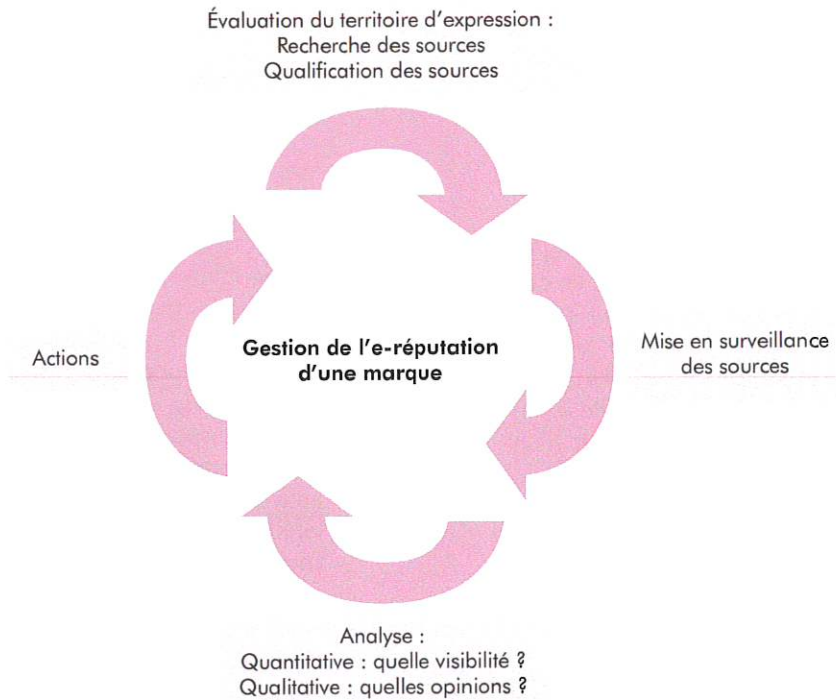 Évaluation du territoire d'expression :
Recherche des sources
Qualification des sources
Gestion de l'e-réputation
d'une marque
Mise en surveillance
des sources
Actions
Analyse :
Quantitative : quelle visibilité ?
Qualitative : quelles opinions ?